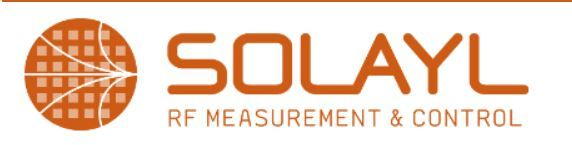 SOLAYL
RF MEASUREMENT & CONTROL